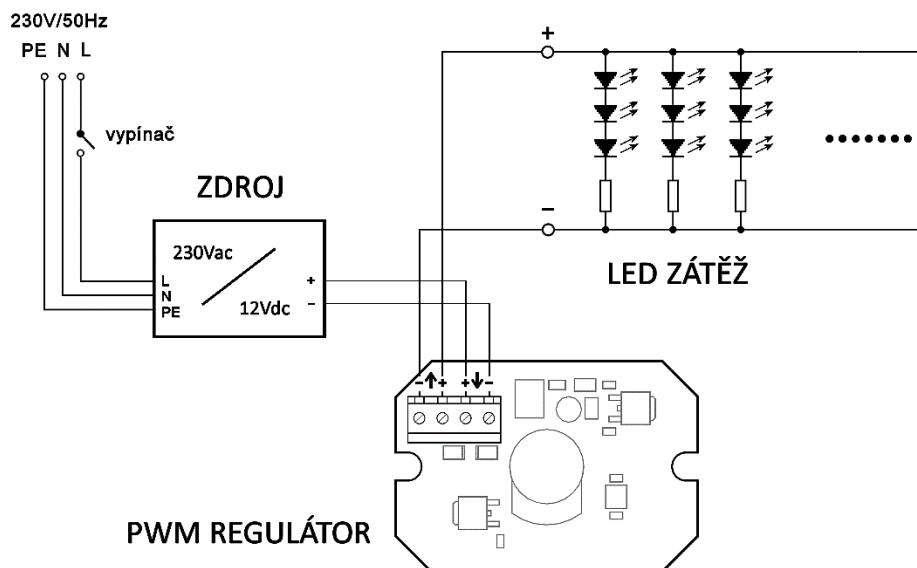 230V/50Hz
PE N L
vypínač
ZDROJ
230Vac
12Vdc
L
N
PE
+
−
+
−
LED ZÁTĚŽ
− + + −
PWM REGULÁTOR